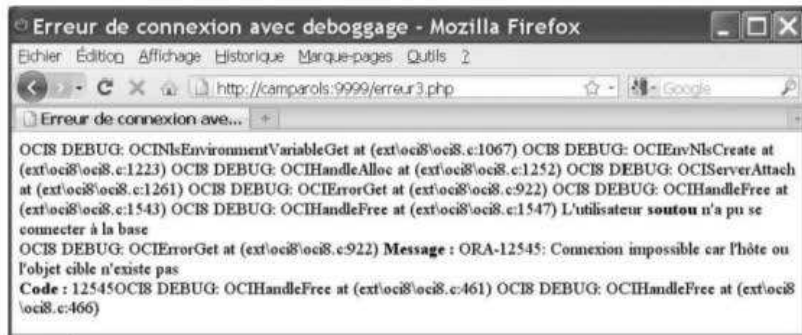 Erreur de connexion avec deboggage - Mozilla Firefox
Fichier Édition Affichage Historique Marque-pages Outils ?
http://camparols:9999/erreur3.php
Google
Erreur de connexion ave...
OCI8 DEBUG: OCINlsEnvironmentVariableGet at (ext\oci8\oci8.c:1067) OCI8 DEBUG: OCIEnvNlsCreate at
(ext\oci8\oci8.c:1223) OCI8 DEBUG: OCIHandleAlloc at (ext\oci8\oci8.c:1252) OCI8 DEBUG: OCIServerAttach
at (ext\oci8\oci8.c:1261) OCI8 DEBUG: OCIErrorGet at (ext\oci8\oci8.c:922) OCI8 DEBUG: OCIHandleFree at
(ext\oci8\oci8.c:1543) OCI8 DEBUG: OCIHandleFree at (ext\oci8\oci8.c:1547) L'utilisateur soutou n'a pu se
connecter à la base
OCI8 DEBUG: OCIErrorGet at (ext\oci8\oci8.c:922) Message : ORA-12545: Connexion impossible car l'hôte ou
l'objet cible n'existe pas
Code : 12545OCI8 DEBUG: OCIHandleFree at (ext\oci8\oci8.c:461) OCI8 DEBUG: OCIHandleFree at (ext\oci8
\oci8.c:466)